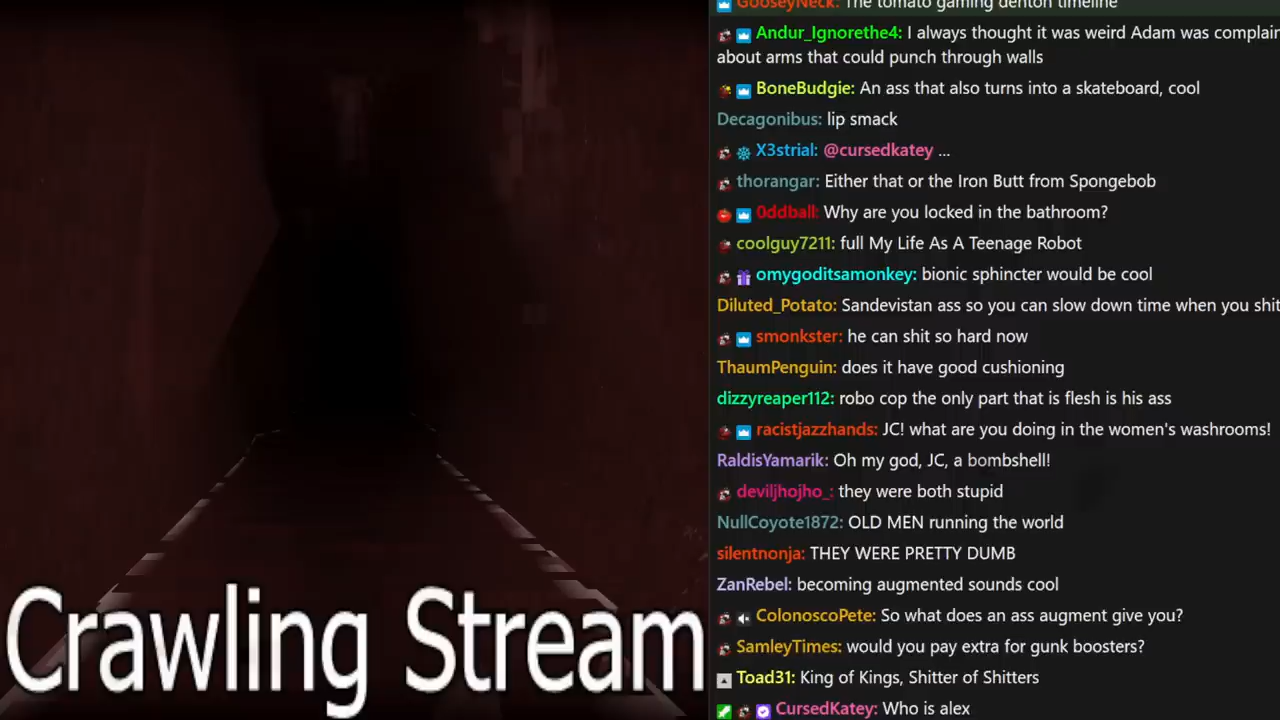 GooseyNeck: The tomato gaming denton timeline
Andur_Ignorethe4: I always thought it was weird Adam was complain
about arms that could punch through walls
BoneBudgie: An ass that also turns into a skateboard, cool
Decagonibus: lip smack
X3strial: @cursedkatey ...
thorangar: Either that or the Iron Butt from Spongebob
0ddball: Why are you locked in the bathroom?
coolguy7211: full My Life As A Teenage Robot
omygoditsamonkey: bionic sphincter would be cool
Diluted_Potato: Sandevistan ass so you can slow down time when you shit
smonkster: he can shit so hard now
ThaumPenguin: does it have good cushioning
dizzyreaper112: robo cop the only part that is flesh is his ass
racistjazzhands: JC! what are you doing in the women's washrooms!
RaldisYamarik: Oh my god, JC, a bombshell!
deviljhojho_: they were both stupid
NullCoyote1872: OLD MEN running the world
silentnonja: THEY WERE PRETTY DUMB
ZanRebel: becoming augmented sounds cool
ColonoscoPete: So what does an ass augment give you?
SamleyTimes: would you pay extra for gunk boosters?
Toad31: King of Kings, Shitter of Shitters
CursedKatey: Who is alex
Crawling Stream